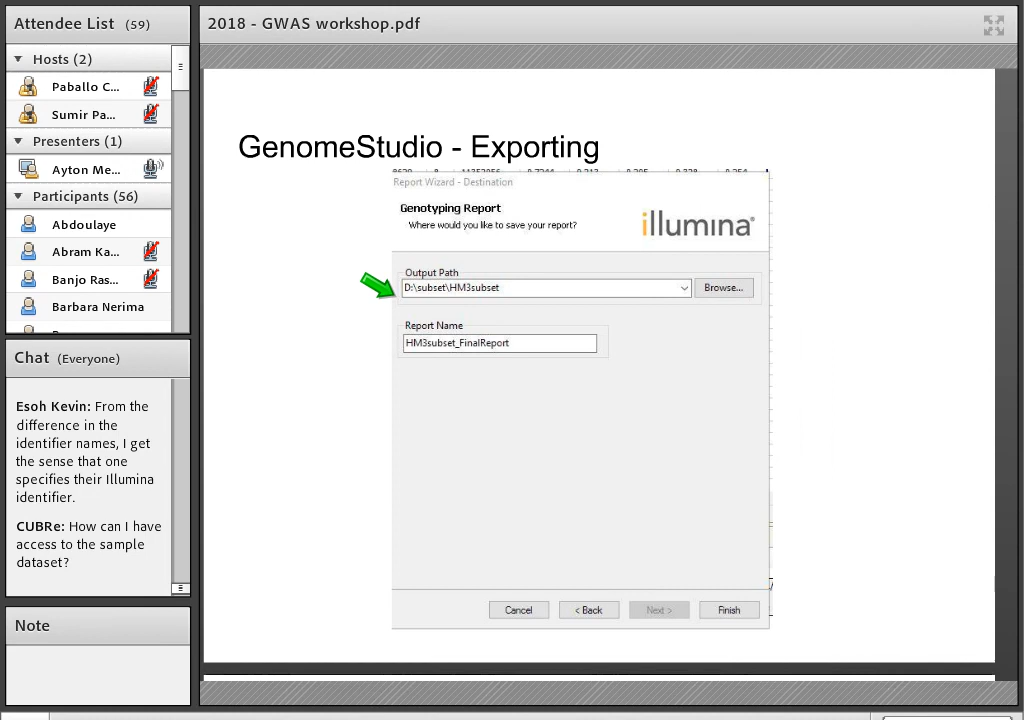 Attendee List (59)
Hosts (2)
Paballo C...
Sumir Pa...
Presenters (1)
Ayton Me...
Participants (56)
Abdoulaye
Abram Ka...
Banjo Ras...
Barbara Nerima
Chat (Everyone)
Esoh Kevin: From the
difference in the
identifier names, I get
the sense that one
specifies their Illumina
identifier.
CUBRe: How can I have
access to the sample
dataset?
Note
2018 - GWAS workshop.pdf
GenomeStudio - Exporting
Report Wizard - Destination
Genotyping Report
Where would you like to save your report?
illumina
Output Path
D:\subset\HM3subset
Browse...
Report Name
HM3subset_FinalReport
Cancel
< Back
Next >
Finish